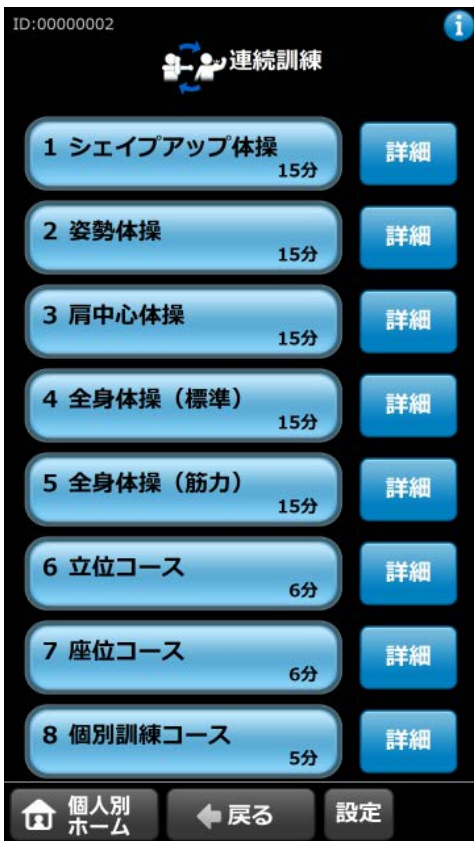 ID:00000002
i
連続訓練
1 シェイプアップ体操
15分
詳細
2 姿勢体操
15分
詳細
3 肩中心体操
15分
詳細
4 全身体操（標準）
15分
詳細
5 全身体操（筋力）
15分
詳細
6 立位コース
6分
詳細
7 座位コース
6分
詳細
8 個別訓練コース
5分
詳細
個人別
ホーム
戻る
設定